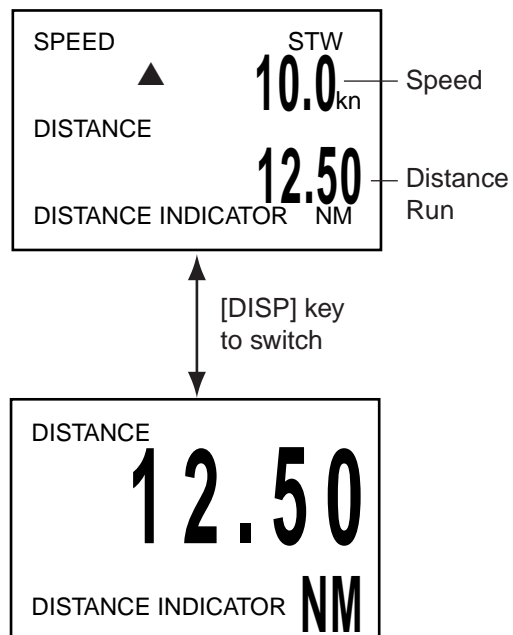 SPEED STW
▲ 10.0kn
Speed
DISTANCE
12.50
Distance
Run
DISTANCE INDICATOR NM
[DISP] key
to switch
DISTANCE
12.50
DISTANCE INDICATOR NM